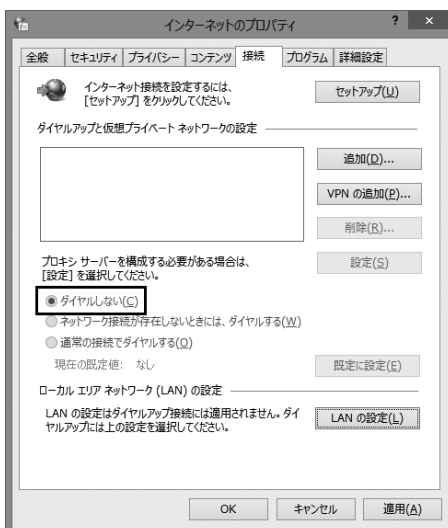 インターネットのプロパティ
? ×
全般 セキュリティ プライバシー コンテンツ 接続 プログラム 詳細設定
インターネット接続を設定するには、
[セットアップ] をクリックしてください。
セットアップ(U)
ダイヤルアップと仮想プライベート ネットワークの設定
追加(D)...
VPN の追加(P)...
削除(R)...
プロキシ サーバーを構成する必要がある場合は、
[設定] を選択してください。
設定(S)
ダイヤルしない(C)
ネットワーク接続が存在しないときには、ダイヤルする(W)
通常の接続でダイヤルする(O)
現在の既定値: なし
既定に設定(E)
ローカル エリア ネットワーク (LAN) の設定
LAN の設定はダイヤルアップ接続には適用されません。ダイ
ヤルアップには上の設定を選択してください。
LAN の設定(L)
OK キャンセル 適用(A)